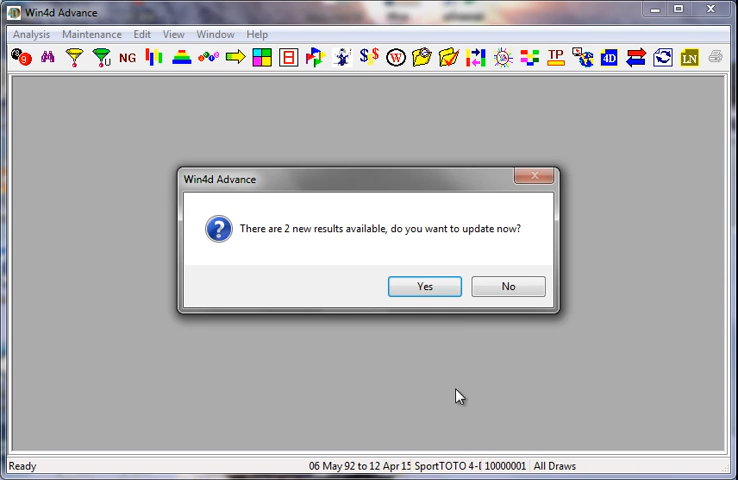 Win4d Advance
Analysis Maintenance Edit View Window Help
9 U NG $$ W TP 4D LN
Win4d Advance
There are 2 new results available, do you want to update now?
Yes No
Ready 06 May 92 to 12 Apr 15 SportTOTO 4-D 10000001 All Draws